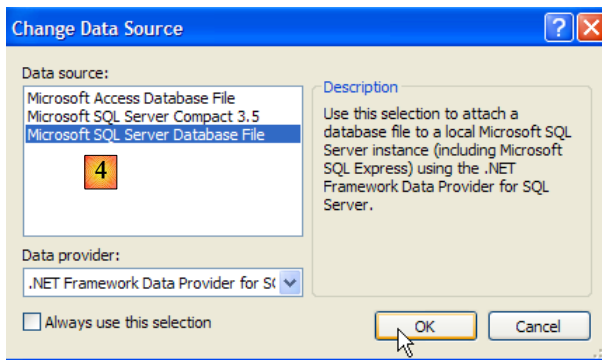 Change Data Source
Data source:
Microsoft Access Database File
Microsoft SQL Server Compact 3.5
Microsoft SQL Server Database File
4
Description
Use this selection to attach a
database file to a local Microsoft SQL
Server instance (including Microsoft
SQL Express) using the .NET
Framework Data Provider for SQL
Server.
Data provider:
.NET Framework Data Provider for S
Always use this selection
OK
Cancel